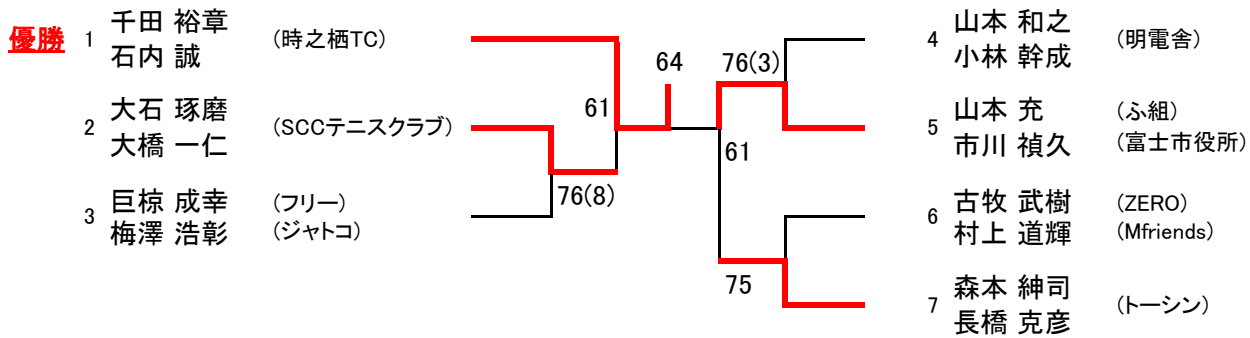 優勝 1 千田 裕章 (時之栖TC)
石内 誠
2 大石 琢磨 (SCCテニスクラブ)
大橋 一仁
3 巨椋 成幸 (フリー)
梅澤 浩彰 (ジャトコ)
61
76(8)
64
76(3)
61
75
4 山本 和之 (明電舎)
小林 幹成
5 山本 充 (ふ組)
市川 禎久 (富士市役所)
6 古牧 武樹 (ZERO)
村上 道輝 (Mfriends)
7 森本 紳司 (トーシン)
長橋 克彦